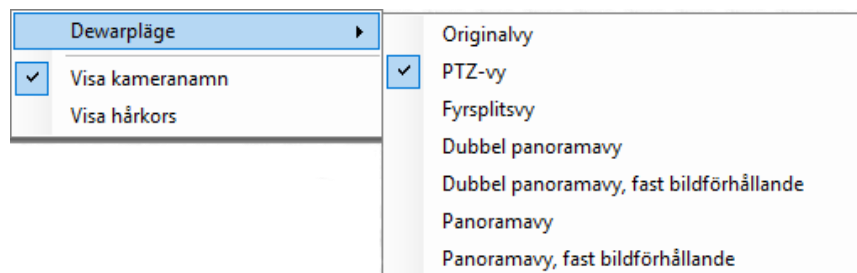 Dewarpläge
Visa kameranamn
Visa hårkors
Originalvy
PTZ-vy
Fyrsplitsvy
Dubbel panoramavy
Dubbel panoramavy, fast bildförhållande
Panoramavy
Panoramavy, fast bildförhållande